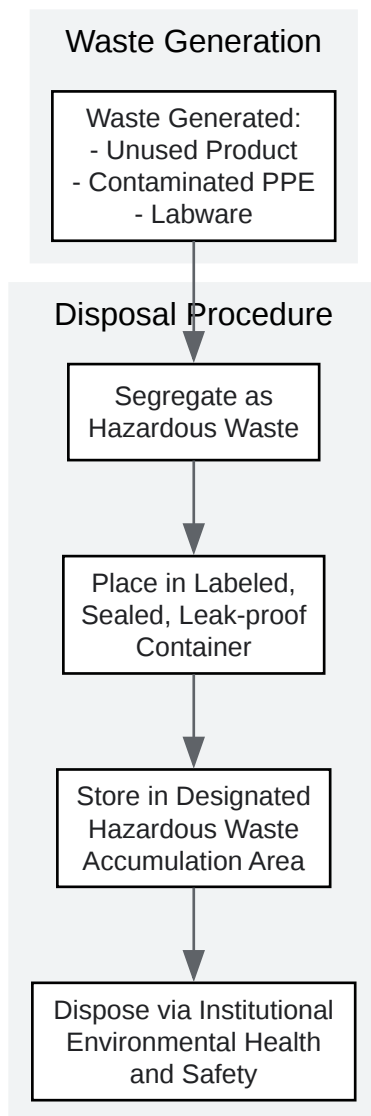 Waste Generation
Waste Generated:
- Unused Product
- Contaminated PPE
- Labware
Disposal Procedure
Segregate as
Hazardous Waste
Place in Labeled,
Sealed, Leak-proof
Container
Store in Designated
Hazardous Waste
Accumulation Area
Dispose via Institutional
Environmental Health
and Safety